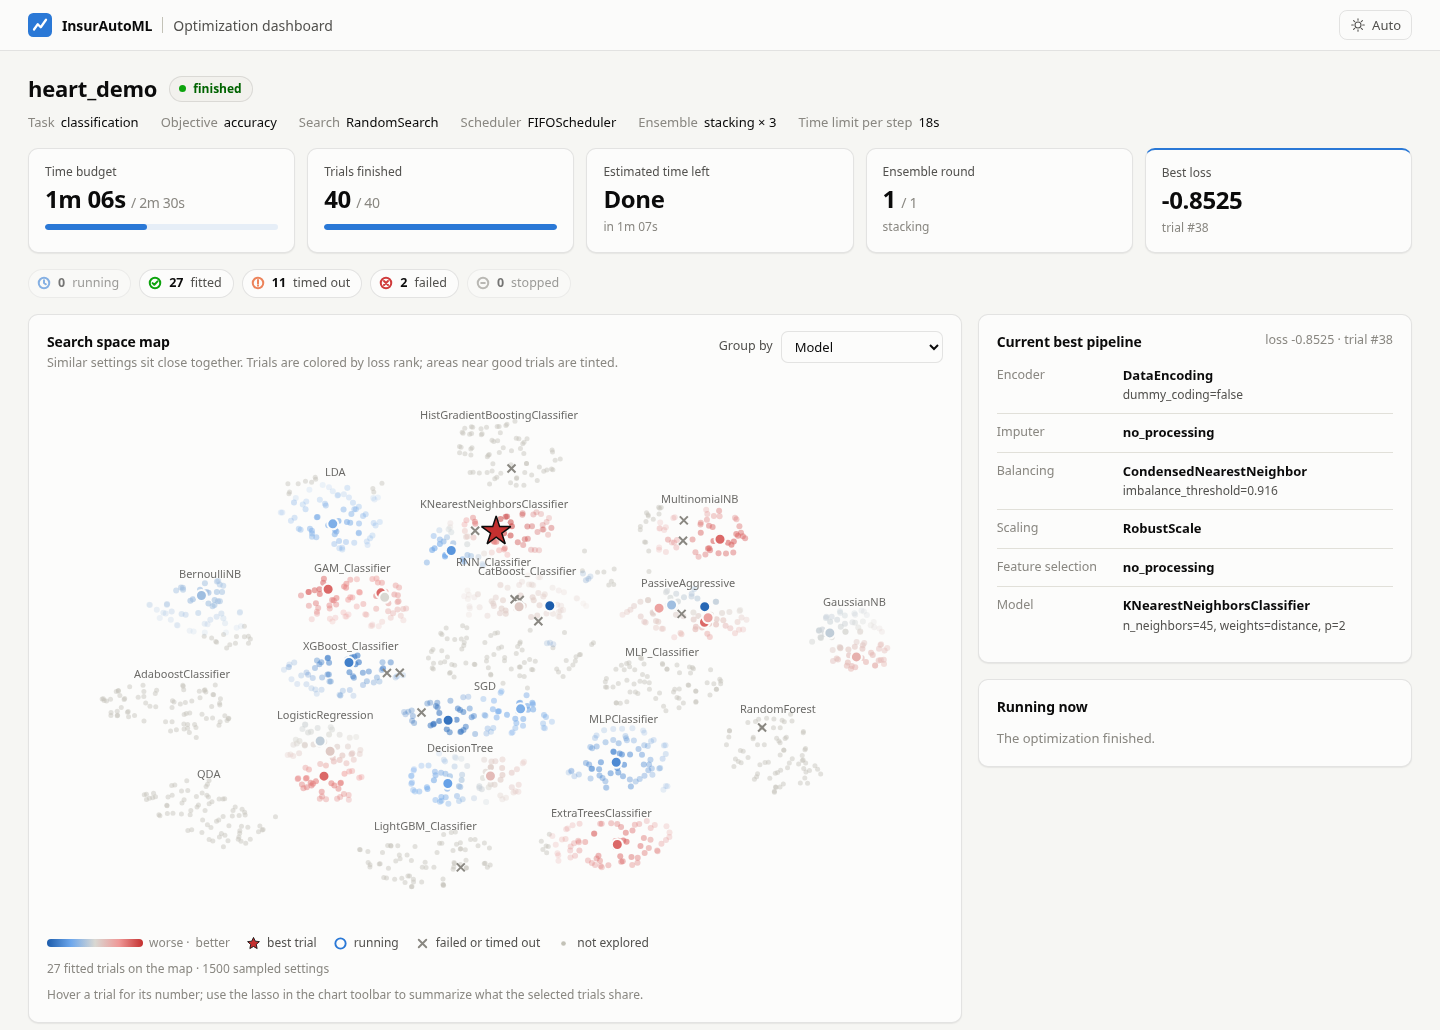 InsurAutoML
Optimization dashboard
Auto
heart_demo
finished
Task classification Objective accuracy Search RandomSearch Scheduler FIFOScheduler Ensemble stacking × 3 Time limit per step 18s
Time budget
1m 06s / 2m 30s
Trials finished
40 / 40
Estimated time left
Done
in 1m 07s
Ensemble round
1 / 1
stacking
Best loss
-0.8525
trial #38
0 running
27 fitted
11 timed out
2 failed
0 stopped
Search space map
Similar settings sit close together. Trials are colored by loss rank; areas near good trials are tinted.
Group by Model
HistGradientBoostingClassifier
LDA
KNearestNeighborsClassifier
MultinomialNB
RNN_Classifier
GAM_Classifier
CatBoost_Classifier
BernoulliNB
PassiveAggressive
GaussianNB
XGBoost_Classifier
MLP_Classifier
AdaboostClassifier
SGD
LogisticRegression
MLPClassifier
RandomForest
DecisionTree
QDA
LightGBM_Classifier
ExtraTreesClassifier
worse · better
best trial
running
failed or timed out
not explored
27 fitted trials on the map · 1500 sampled settings
Hover a trial for its number; use the lasso in the chart toolbar to summarize what the selected trials share.
Current best pipeline
loss -0.8525 · trial #38
Encoder DataEncoding
dummy_coding=false
Imputer no_processing
Balancing CondensedNearestNeighbor
imbalance_threshold=0.916
Scaling RobustScale
Feature selection no_processing
Model KNearestNeighborsClassifier
n_neighbors=45, weights=distance, p=2
Running now
The optimization finished.